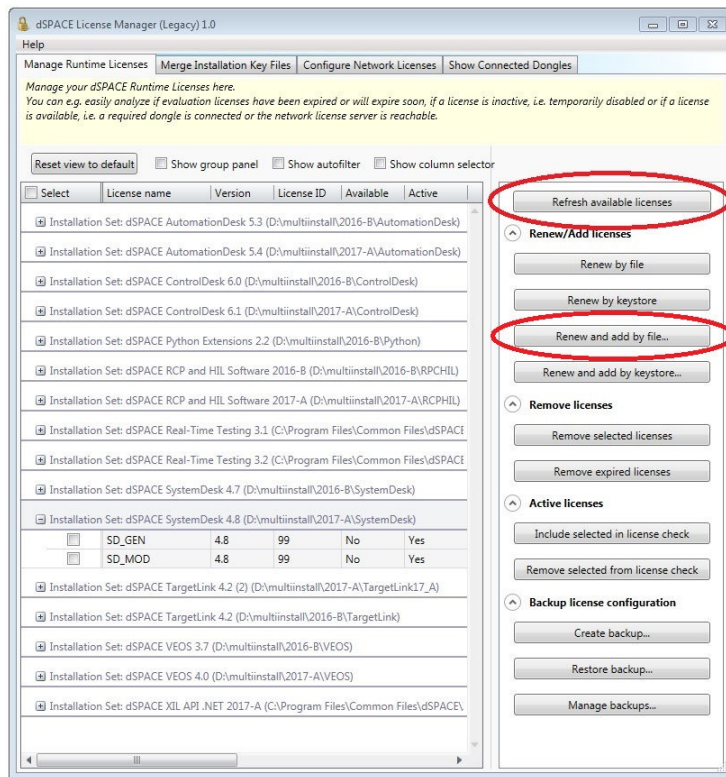 dSPACE License Manager (Legacy) 1.0
Help
Manage Runtime Licenses Merge Installation Key Files Configure Network Licenses Show Connected Dongles
Manage your dSPACE Runtime Licenses here.
You can e.g. easily analyze if evaluation licenses have been expired or will expire soon, if a license is inactive, i.e. temporarily disabled or if a license
is available, i.e. a required dongle is connected or the network license server is reachable.
Reset view to default Show group panel Show autofilter Show column selector
Select License name Version License ID Available Active
Installation Set: dSPACE AutomationDesk 5.3 (D:\multiinstall\2016-B\AutomationDesk)
Installation Set: dSPACE AutomationDesk 5.4 (D:\multiinstall\2017-A\AutomationDesk)
Installation Set: dSPACE ControlDesk 6.0 (D:\multiinstall\2016-B\ControlDesk)
Installation Set: dSPACE ControlDesk 6.1 (D:\multiinstall\2017-A\ControlDesk)
Installation Set: dSPACE Python Extensions 2.2 (D:\multiinstall\2016-B\Python)
Installation Set: dSPACE RCP and HIL Software 2016-B (D:\multiinstall\2016-B\RPCHIL)
Installation Set: dSPACE RCP and HIL Software 2017-A (D:\multiinstall\2017-A\RCPHIL)
Installation Set: dSPACE Real-Time Testing 3.1 (C:\Program Files\Common Files\dSPACE
Installation Set: dSPACE Real-Time Testing 3.2 (C:\Program Files\Common Files\dSPACE
Installation Set: dSPACE SystemDesk 4.7 (D:\multiinstall\2016-B\SystemDesk)
Installation Set: dSPACE SystemDesk 4.8 (D:\multiinstall\2017-A\SystemDesk)
SD_GEN 4.8 99 No Yes
SD_MOD 4.8 99 No Yes
Installation Set: dSPACE TargetLink 4.2 (2) (D:\multiinstall\2017-A\TargetLink17_A)
Installation Set: dSPACE TargetLink 4.2 (D:\multiinstall\2016-B\TargetLink)
Installation Set: dSPACE VEOS 3.7 (D:\multiinstall\2016-B\VEOS)
Installation Set: dSPACE VEOS 4.0 (D:\multiinstall\2017-A\VEOS)
Installation Set: dSPACE XIL API .NET 2017-A (C:\Program Files\Common Files\dSPACE\
Refresh available licenses
Renew/Add licenses
Renew by file
Renew by keystore
Renew and add by file...
Renew and add by keystore...
Remove licenses
Remove selected licenses
Remove expired licenses
Active licenses
Include selected in license check
Remove selected from license check
Backup license configuration
Create backup...
Restore backup...
Manage backups...